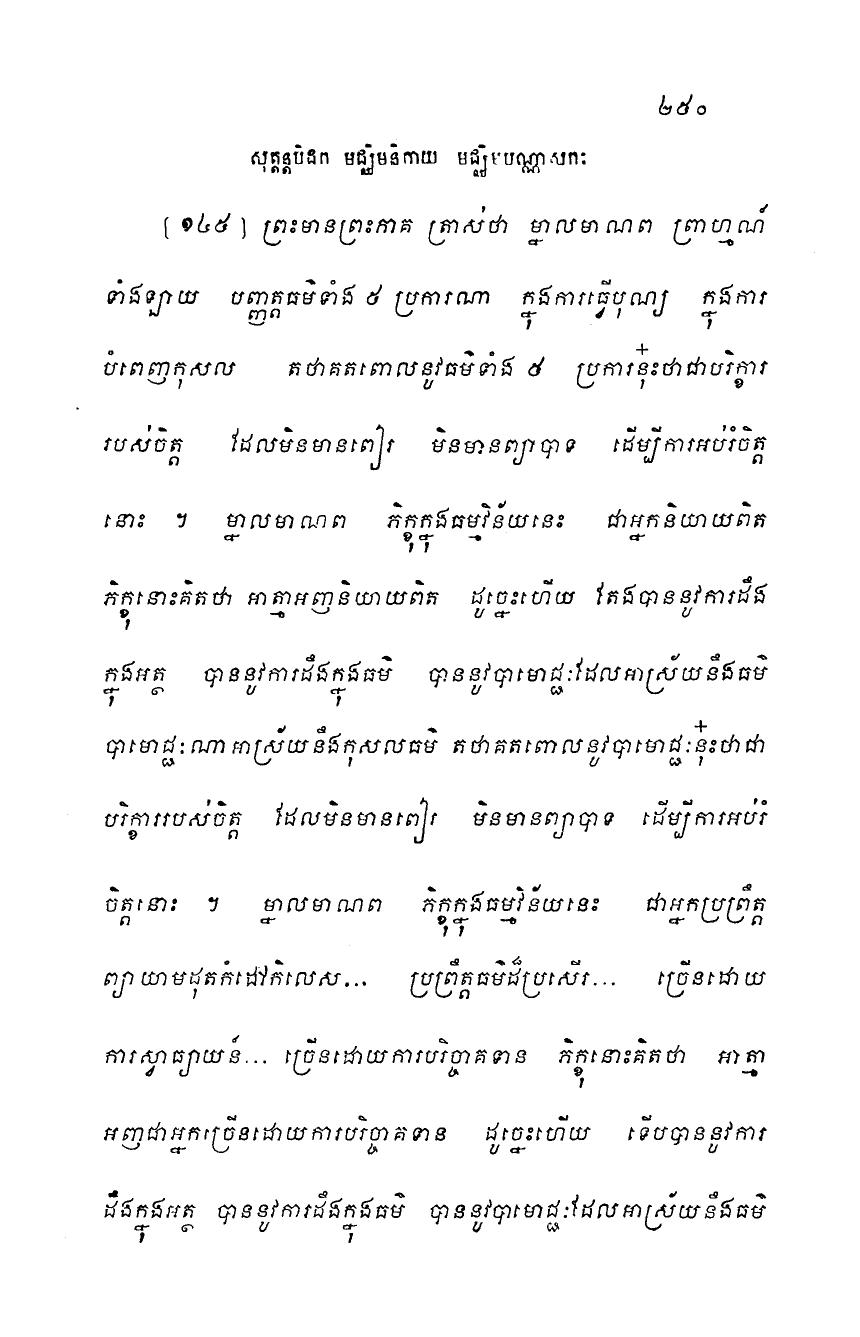 ២៥០
សុត្តន្តបិដក មជ្ឈិមនិកាយ មជ្ឈិមបណ្ណាសកៈ
[១៤៥] ព្រះមានព្រះភាគ ត្រាស់ថា ម្នាលមាណព ព្រាហ្មណ៍
ទាំងឡាយ បញ្ញត្តធម៌ទាំង ៥ ប្រការណា ក្នុងការធ្វើបុណ្យ ក្នុងការ
បំពេញកុសល តថាគតពោលនូវធម៌ទាំង ៥ ប្រការនុ៎ះថាជាបរិក្ខារ
របស់ចិត្ត ដែលមិនមានពៀរ មិនមានព្យាបាទ ដើម្បីការអប់រំចិត្ត
នោះ ។ ម្នាលមាណព ភិក្ខុក្នុងធម្មវិន័យនេះ ជាអ្នកនិយាយពិត
ភិក្ខុនោះគិតថា អាត្មាអញនិយាយពិត ដូច្នេះហើយ តែងបាននូវការដឹង
ក្នុងអត្ថ បាននូវការដឹងក្នុងធម៌ បាននូវបាមោជ្ជៈដែលអាស្រ័យនឹងធម៌
បាមោជ្ជៈណាអាស្រ័យនឹងកុសលធម៌ តថាគតពោលនូវបាមោជ្ជៈនុ៎ះថាជា
បរិក្ខាររបស់ចិត្ត ដែលមិនមានពៀរ មិនមានព្យាបាទ ដើម្បីការអប់រំ
ចិត្តនោះ ។ ម្នាលមាណព ភិក្ខុក្នុងធម្មវិន័យនេះ ជាអ្នកប្រព្រឹត្ត
ព្យាយាមដុតកំដៅកិលេស... ប្រព្រឹត្តធម៌ដ៏ប្រសើរ... ច្រើនដោយ
ការស្វាធ្យាយន៍... ច្រើនដោយការបរិច្ចាគទាន ភិក្ខុនោះគិតថា អាត្មា
អញជាអ្នកច្រើនដោយការបរិច្ចាគទាន ដូច្នេះហើយ ទើបបាននូវការ
ដឹងក្នុងអត្ថ បាននូវការដឹងក្នុងធម៌ បាននូវបាមោជ្ជៈដែលអាស្រ័យនឹងធម៌